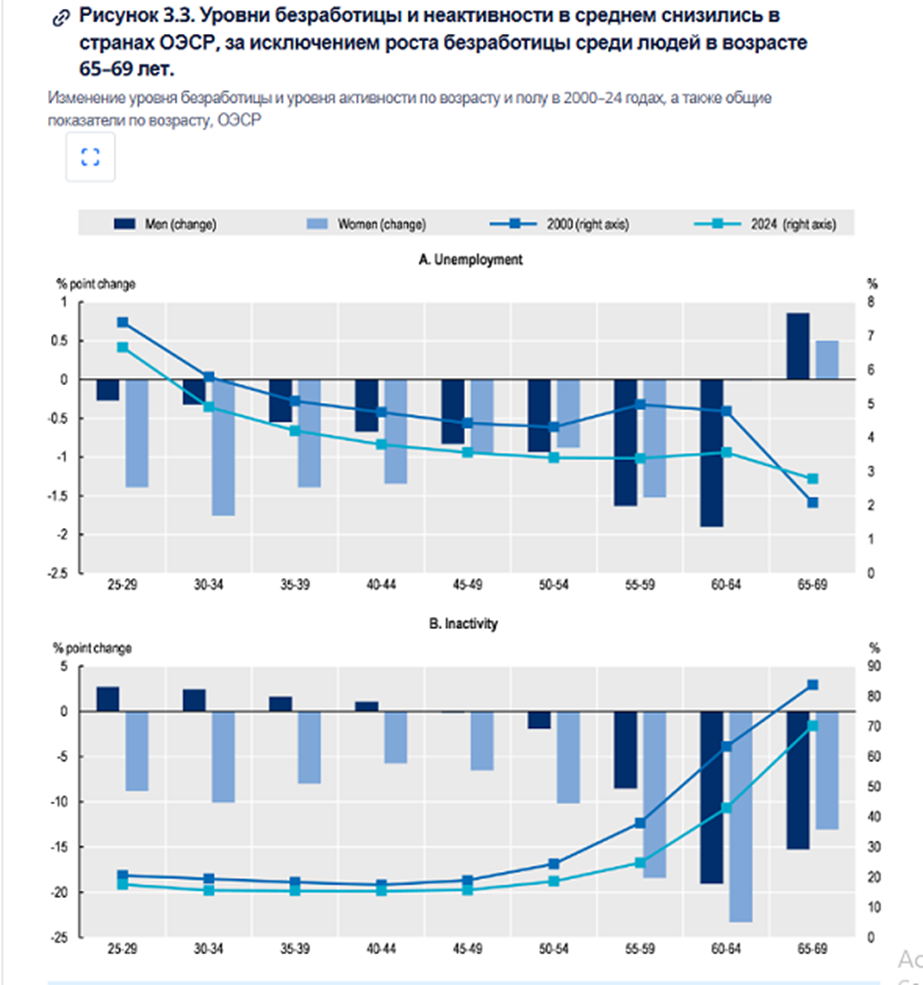 Рисунок 3.3. Уровни безработицы и неактивности в среднем снизились в
странах ОЭСР, за исключением роста безработицы среди людей в возрасте
65–69 лет.
Изменение уровня безработицы и уровня активности по возрасту и полу в 2000–24 годах, а также общие
показатели по возрасту, ОЭСР
Men (change) Women (change) 2000 (right axis) 2024 (right axis)
A. Unemployment
% point change %
1 8
0.5 7
0 6
-0.5 5
-1 4
-1.5 3
-2 2
-2.5 1
0
25-29 30-34 35-39 40-44 45-49 50-54 55-59 60-64 65-69
B. Inactivity
% point change %
5 90
0 80
-5 70
-10 60
-15 50
-20 40
-25 30
20
10
0
25-29 30-34 35-39 40-44 45-49 50-54 55-59 60-64 65-69